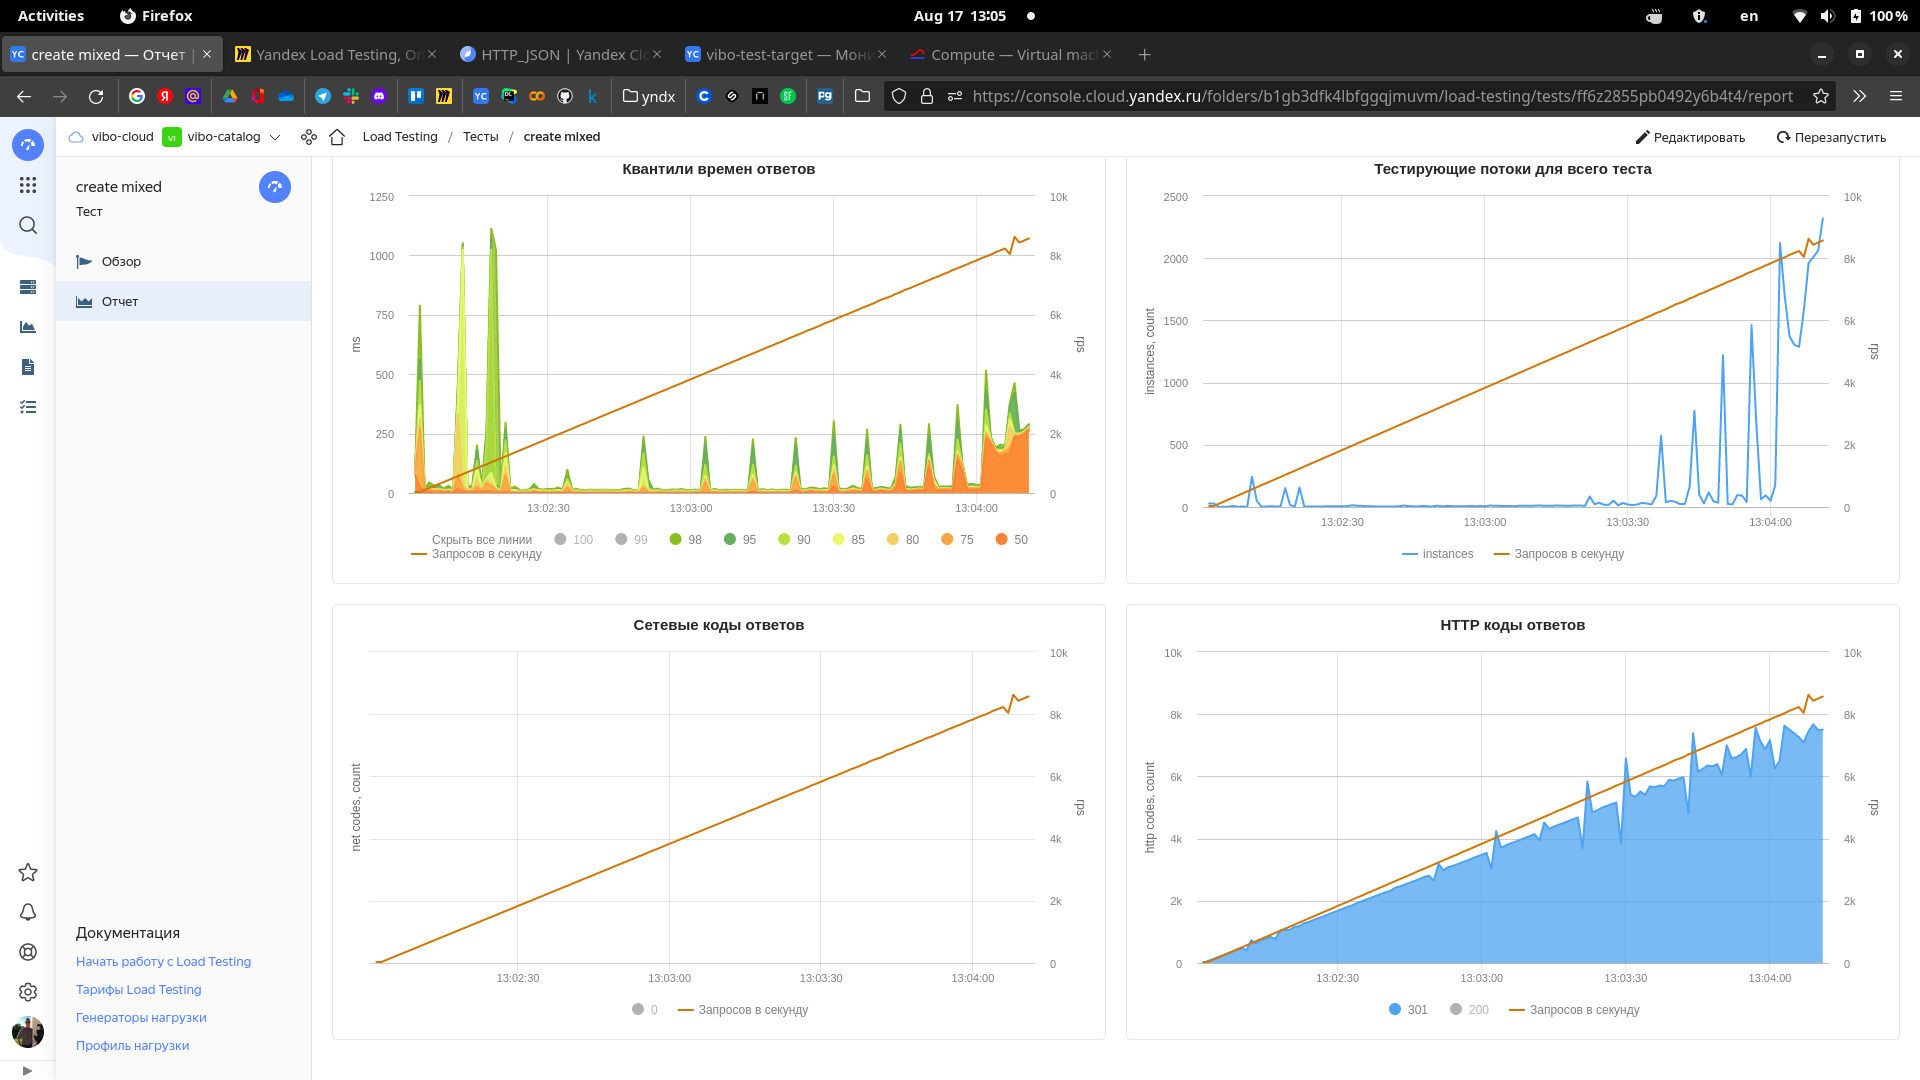 Activities
Firefox
Aug 17 13:05
en
100%
create mixed — Отчет |
Yandex Load Testing, Оп
HTTP_JSON | Yandex Clo
vibo-test-target — Мони
Compute — Virtual mac
yndx
https://console.cloud.yandex.ru/folders/b1gb3dfk4lbfggqjmuvm/load-testing/tests/ff6z2855pb0492y6b4t4/report
vibo-cloud
vibo-catalog
Load Testing / Тесты / create mixed
Редактировать
Перезапустить
create mixed
Тест
Обзор
Отчет
Документация
Начать работу с Load Testing
Тарифы Load Testing
Генераторы нагрузки
Профиль нагрузки
Квантили времен ответов
1250 10k
1000 8k
750 6k
ms rps
500 4k
250 2k
0 0
13:02:30 13:03:00 13:03:30 13:04:00
Скрыть все линии 100 99 98 95 90 85 80 75 50
Запросов в секунду
Тестирующие потоки для всего теста
2500 10k
2000 8k
1500 6k
instances, count rps
1000 4k
500 2k
0 0
13:02:30 13:03:00 13:03:30 13:04:00
instances Запросов в секунду
Сетевые коды ответов
10k
8k
6k
net codes, count rps
4k
2k
0
13:02:30 13:03:00 13:03:30 13:04:00
0 Запросов в секунду
HTTP коды ответов
10k 10k
8k 8k
6k 6k
http codes, count rps
4k 4k
2k 2k
0 0
13:02:30 13:03:00 13:03:30 13:04:00
301 200 Запросов в секунду